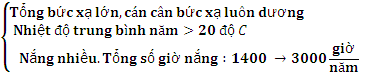 Tổng bức xạ lớn, cán cân bức xạ luôn dương
Nhiệt độ trung bình năm > 20 độ C
Nắng nhiều. Tổng số giờ nắng : 1400 → 3000 giờ/năm